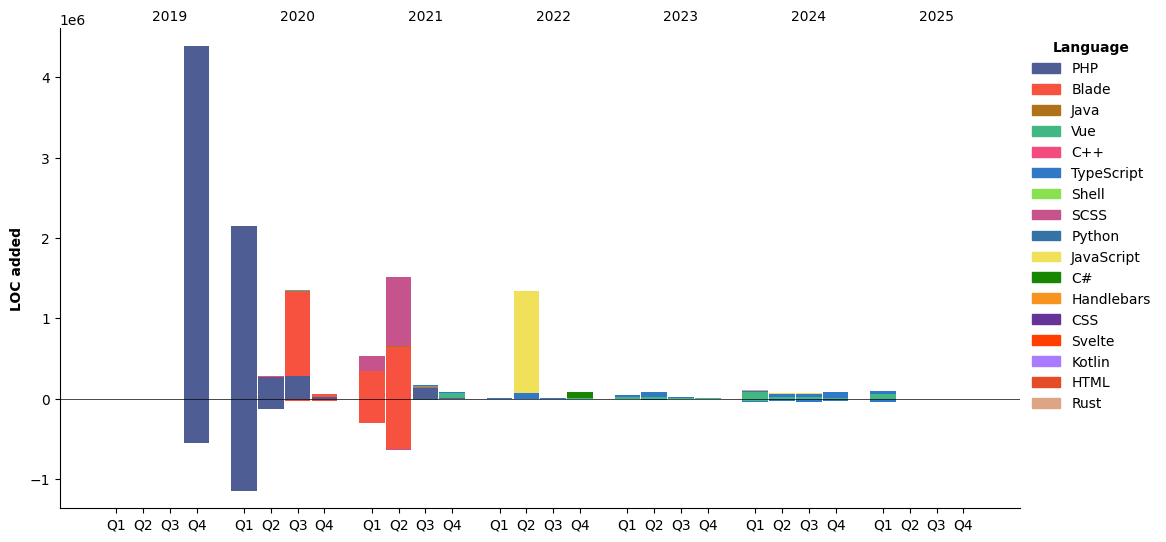 1e6
2019 2020 2021 2022 2023 2024 2025
LOC added
4
3
2
1
0
−1
Q1 Q2 Q3 Q4 Q1 Q2 Q3 Q4 Q1 Q2 Q3 Q4 Q1 Q2 Q3 Q4 Q1 Q2 Q3 Q4 Q1 Q2 Q3 Q4 Q1 Q2 Q3 Q4
Language
PHP
Blade
Java
Vue
C++
TypeScript
Shell
SCSS
Python
JavaScript
C#
Handlebars
CSS
Svelte
Kotlin
HTML
Rust